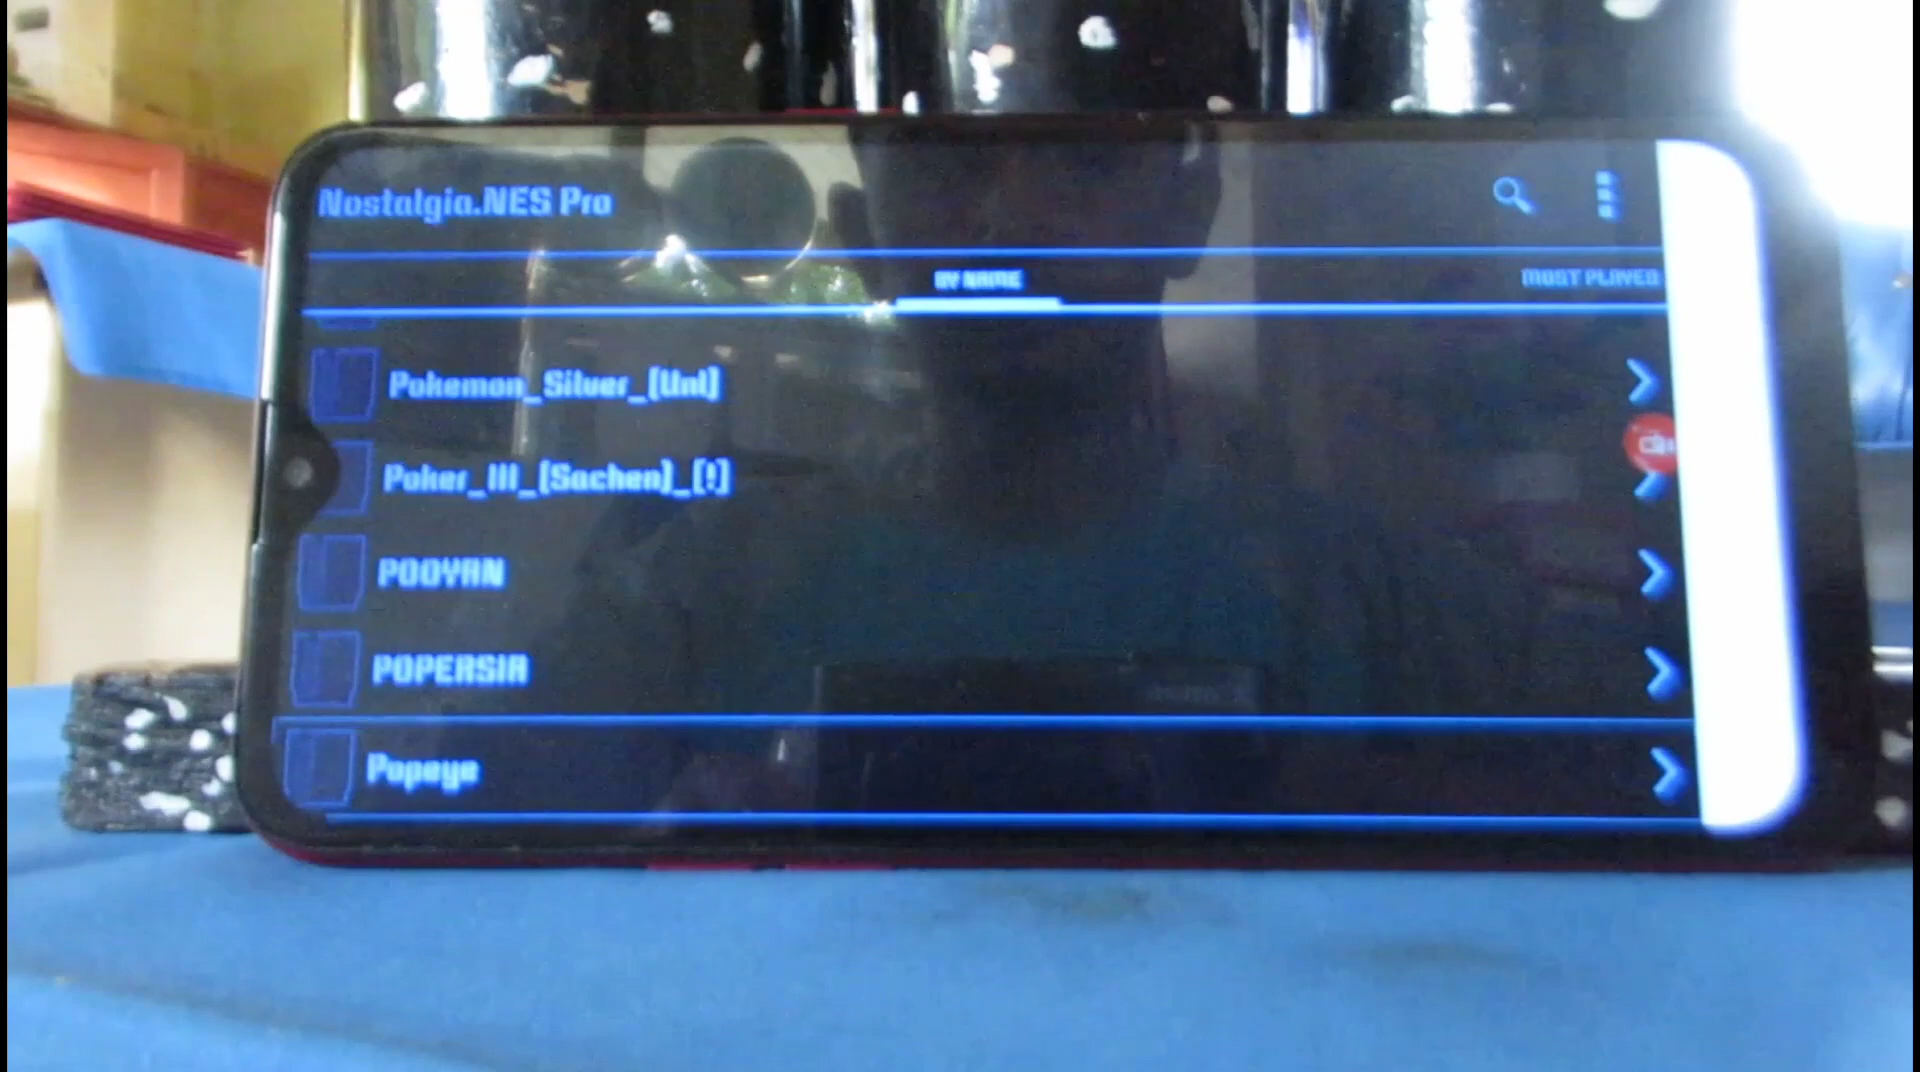 Nostalgia.NES Pro
BY NAME
MOST PLAYED
Pokemon_Silver_(Unl)
Poker_III_(Sachen)_[!]
POOYAN
POPERSIA
Popeye